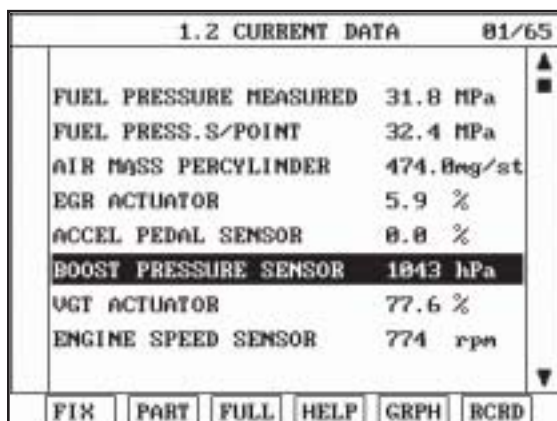 1.2 CURRENT DATA 01/65
FUEL PRESSURE MEASURED 31.8 MPa
FUEL PRESS.S/POINT 32.4 MPa
AIR MASS PERCYLINDER 474.0mg/st
EGR ACTUATOR 5.9 %
ACCEL PEDAL SENSOR 0.0 %
BOOST PRESSURE SENSOR 1043 hPa
VGT ACTUATOR 77.6 %
ENGINE SPEED SENSOR 774 rpm
FIX PART FULL HELP GRPH RCRD